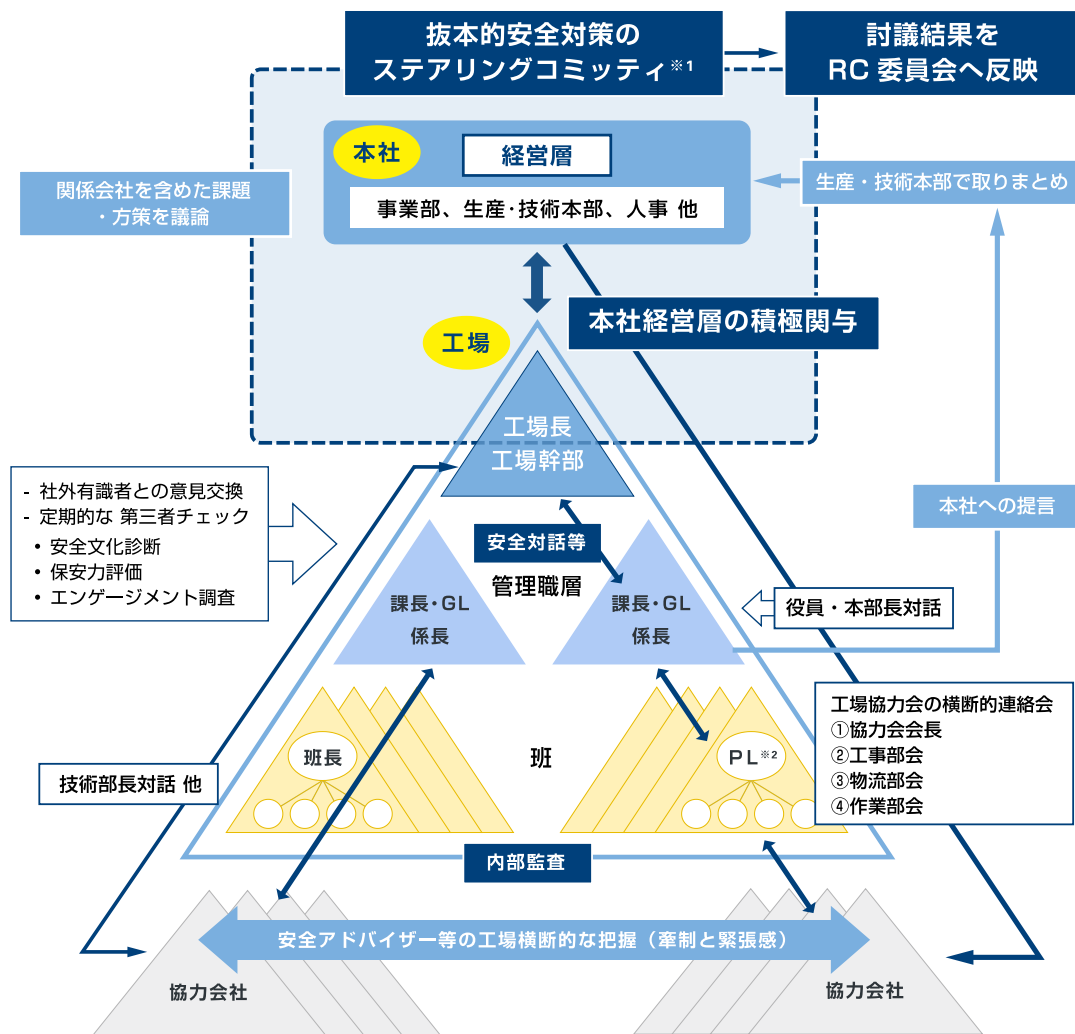 抜本的安全対策の
ステアリングコミッティ※1
討議結果を
RC 委員会へ反映
本社
経営層
事業部、生産・技術本部、人事 他
関係会社を含めた課題
・方策を議論
生産・技術本部で取りまとめ
本社経営層の積極関与
工場
工場長
工場幹部
- 社外有識者との意見交換
- 定期的な 第三者チェック
• 安全文化診断
• 保安力評価
• エンゲージメント調査
本社への提言
安全対話等
管理職層
課長・GL
係長
課長・GL
係長
役員・本部長対話
工場協力会の横断的連絡会
①協力会会長
②工事部会
③物流部会
④作業部会
班長
班
PL※2
技術部長対話 他
内部監査
安全アドバイザー等の工場横断的な把握（牽制と緊張感）
協力会社
協力会社